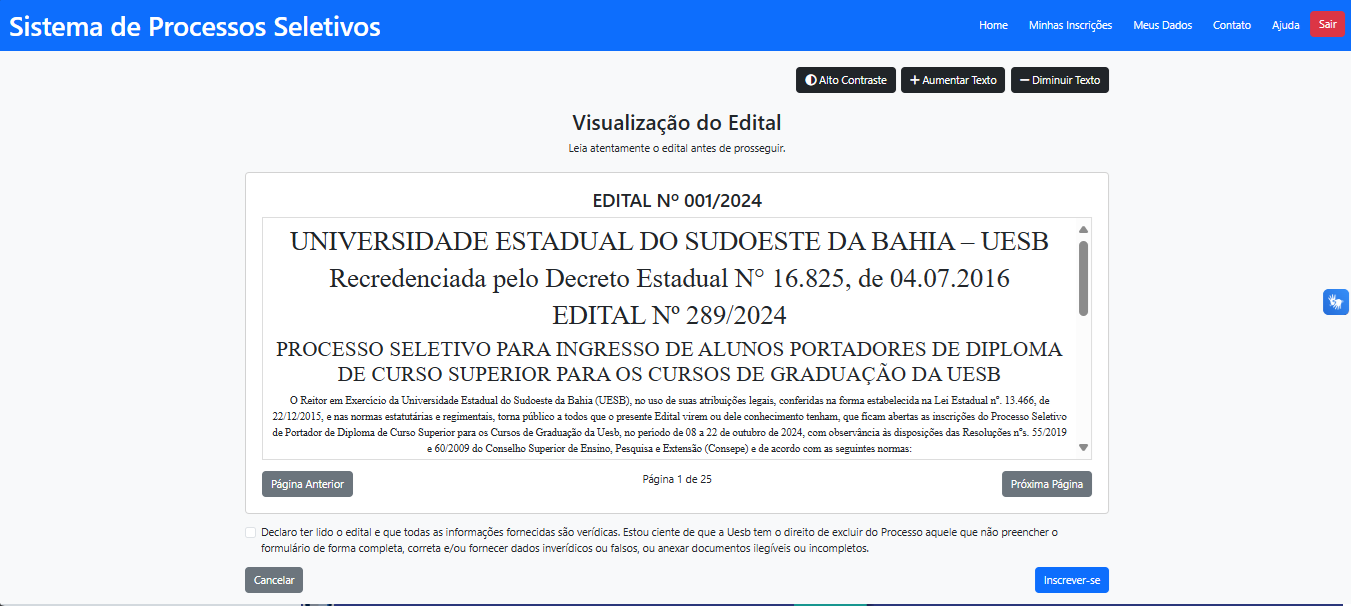 Sistema de Processos Seletivos
Home Minhas Inscrições Meus Dados Contato Ajuda Sair
Alto Contraste Aumentar Texto Diminuir Texto
Visualização do Edital
Leia atentamente o edital antes de prosseguir.
EDITAL Nº 001/2024
UNIVERSIDADE ESTADUAL DO SUDOESTE DA BAHIA – UESB
Recredenciada pelo Decreto Estadual N° 16.825, de 04.07.2016
EDITAL Nº 289/2024
PROCESSO SELETIVO PARA INGRESSO DE ALUNOS PORTADORES DE DIPLOMA
DE CURSO SUPERIOR PARA OS CURSOS DE GRADUAÇÃO DA UESB
O Reitor em Exercicio da Universidade Estadual do Sudoeste da Bahia (UESB), no uso de suas atribuições legais, conferidas na forma estabelecida na Lei Estadual nº. 13.466, de
22/12/2015, e nas normas estatutárias e regimentais, torna público a todos que o presente Edital virem ou dele conhecimento tenham, que ficam abertas as inscrições do Processo Seletivo
de Portador de Diploma de Curso Superior para os Cursos de Graduação da Uesb, no período de 08 a 22 de outubro de 2024, com observância às disposições das Resoluções nºs. 55/2019
e 60/2009 do Conselho Superior de Ensino, Pesquisa e Extensão (Consepe) e de acordo com as seguintes normas:
Página Anterior Página 1 de 25 Próxima Página
Declaro ter lido o edital e que todas as informações fornecidas são verídicas. Estou ciente de que a Uesb tem o direito de excluir do Processo aquele que não preencher o
formulário de forma completa, correta e/ou fornecer dados inverídicos ou falsos, ou anexar documentos ilegíveis ou incompletos.
Cancelar Inscrever-se